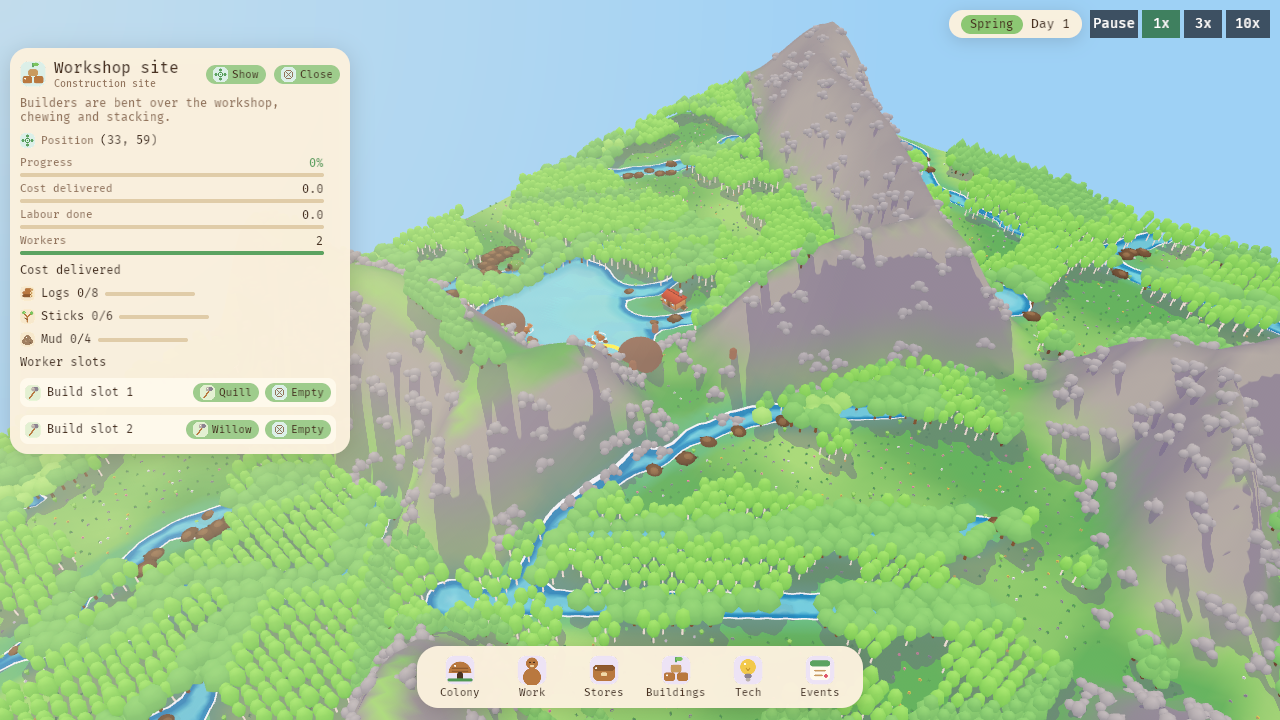 Spring Day 1 Pause 1x 3x 10x
Workshop site Show Close
Construction site
Builders are bent over the workshop,
chewing and stacking.
Position (33, 59)
Progress 0%
Cost delivered 0.0
Labour done 0.0
Workers 2
Cost delivered
Logs 0/8
Sticks 0/6
Mud 0/4
Worker slots
Build slot 1 Quill Empty
Build slot 2 Willow Empty
Colony Work Stores Buildings Tech Events